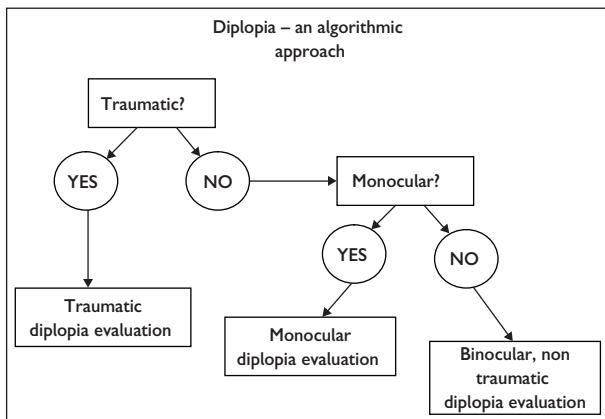 Diplopia – an algorithmic
approach
Traumatic?
YES
NO
Monocular?
YES
NO
Traumatic
diplopia evaluation
Monocular
diplopia evaluation
Binocular, non
traumatic
diplopia evaluation